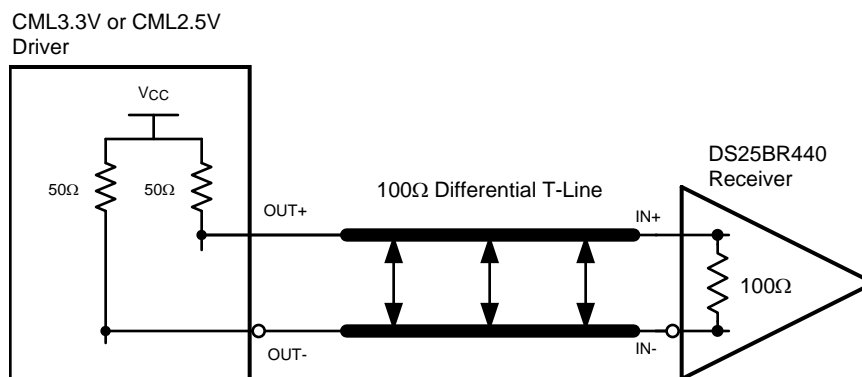 CML3.3V or CML2.5V
Driver
VCC
50Ω
50Ω
OUT+
OUT-
100Ω Differential T-Line
IN+
IN-
DS25BR440
Receiver
100Ω